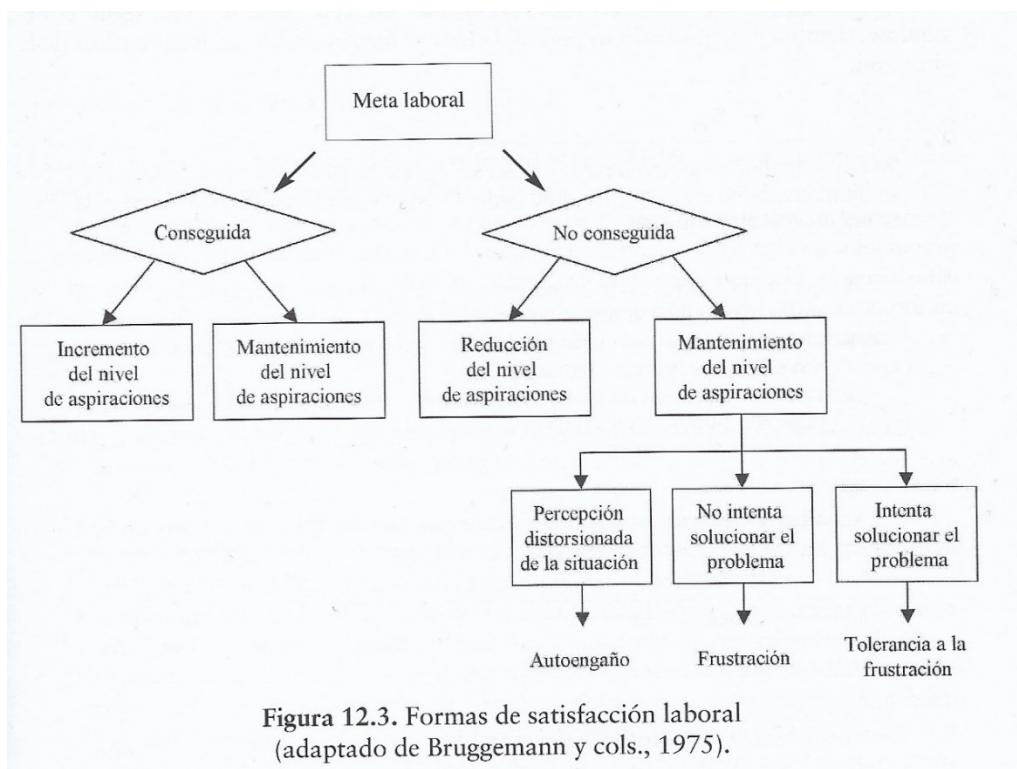 Meta laboral
Conseguida
No conseguida
Incremento
del nivel
de aspiraciones
Mantenimiento
del nivel
de aspiraciones
Reducción
del nivel
de aspiraciones
Mantenimiento
del nivel
de aspiraciones
Percepción
distorsionada
de la situación
No intenta
solucionar el
problema
Intenta
solucionar el
problema
Autoengaño
Frustración
Tolerancia a la
frustración
Figura 12.3. Formas de satisfacción laboral
(adaptado de Bruggemann y cols., 1975).